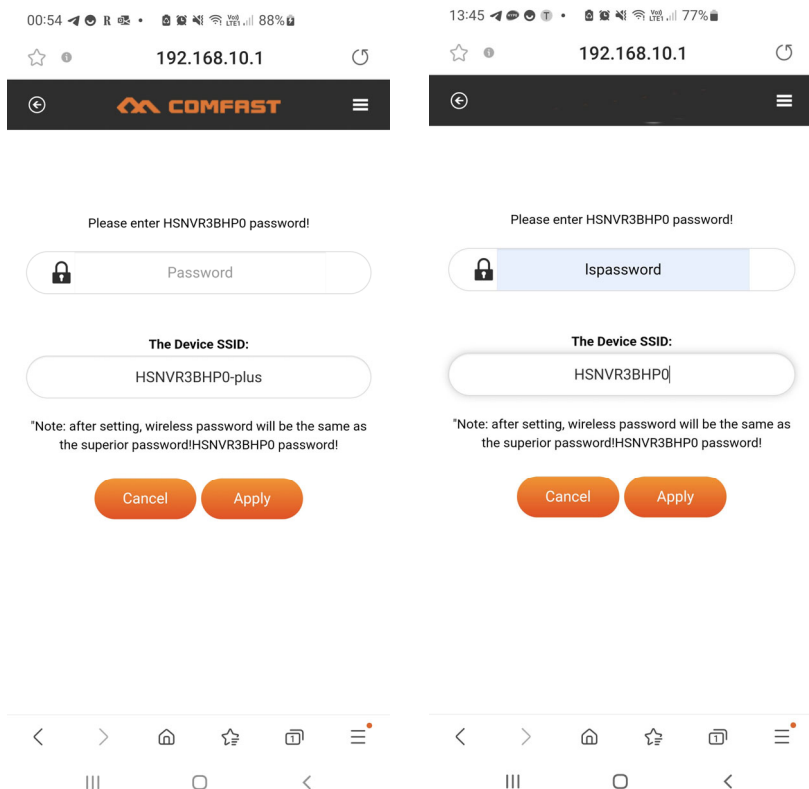 00:54 R 88%
192.168.10.1
COMFAST
Please enter HSNVR3BHP0 password!
Password
The Device SSID:
HSNVR3BHP0-plus
"Note: after setting, wireless password will be the same as
the superior password!HSNVR3BHP0 password!
Cancel Apply
1
13:45 T 77%
192.168.10.1
Please enter HSNVR3BHP0 password!
lspassword
The Device SSID:
HSNVR3BHP0
"Note: after setting, wireless password will be the same as
the superior password!HSNVR3BHP0 password!
Cancel Apply
1